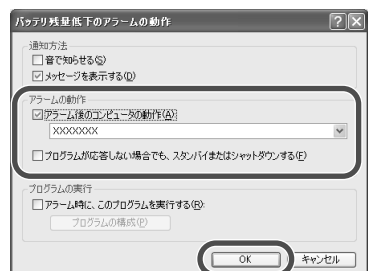 バッテリ残量低下のアラームの動作
通知方法
音で知らせる(S)
メッセージを表示する(D)
アラームの動作
アラーム後のコンピュータの動作(A):
XXXXXXX
プログラムが応答しない場合でも、スタンバイまたはシャットダウンする(F)
プログラムの実行
アラーム時に、このプログラムを実行する(R):
プログラムの構成(P)
OK キャンセル